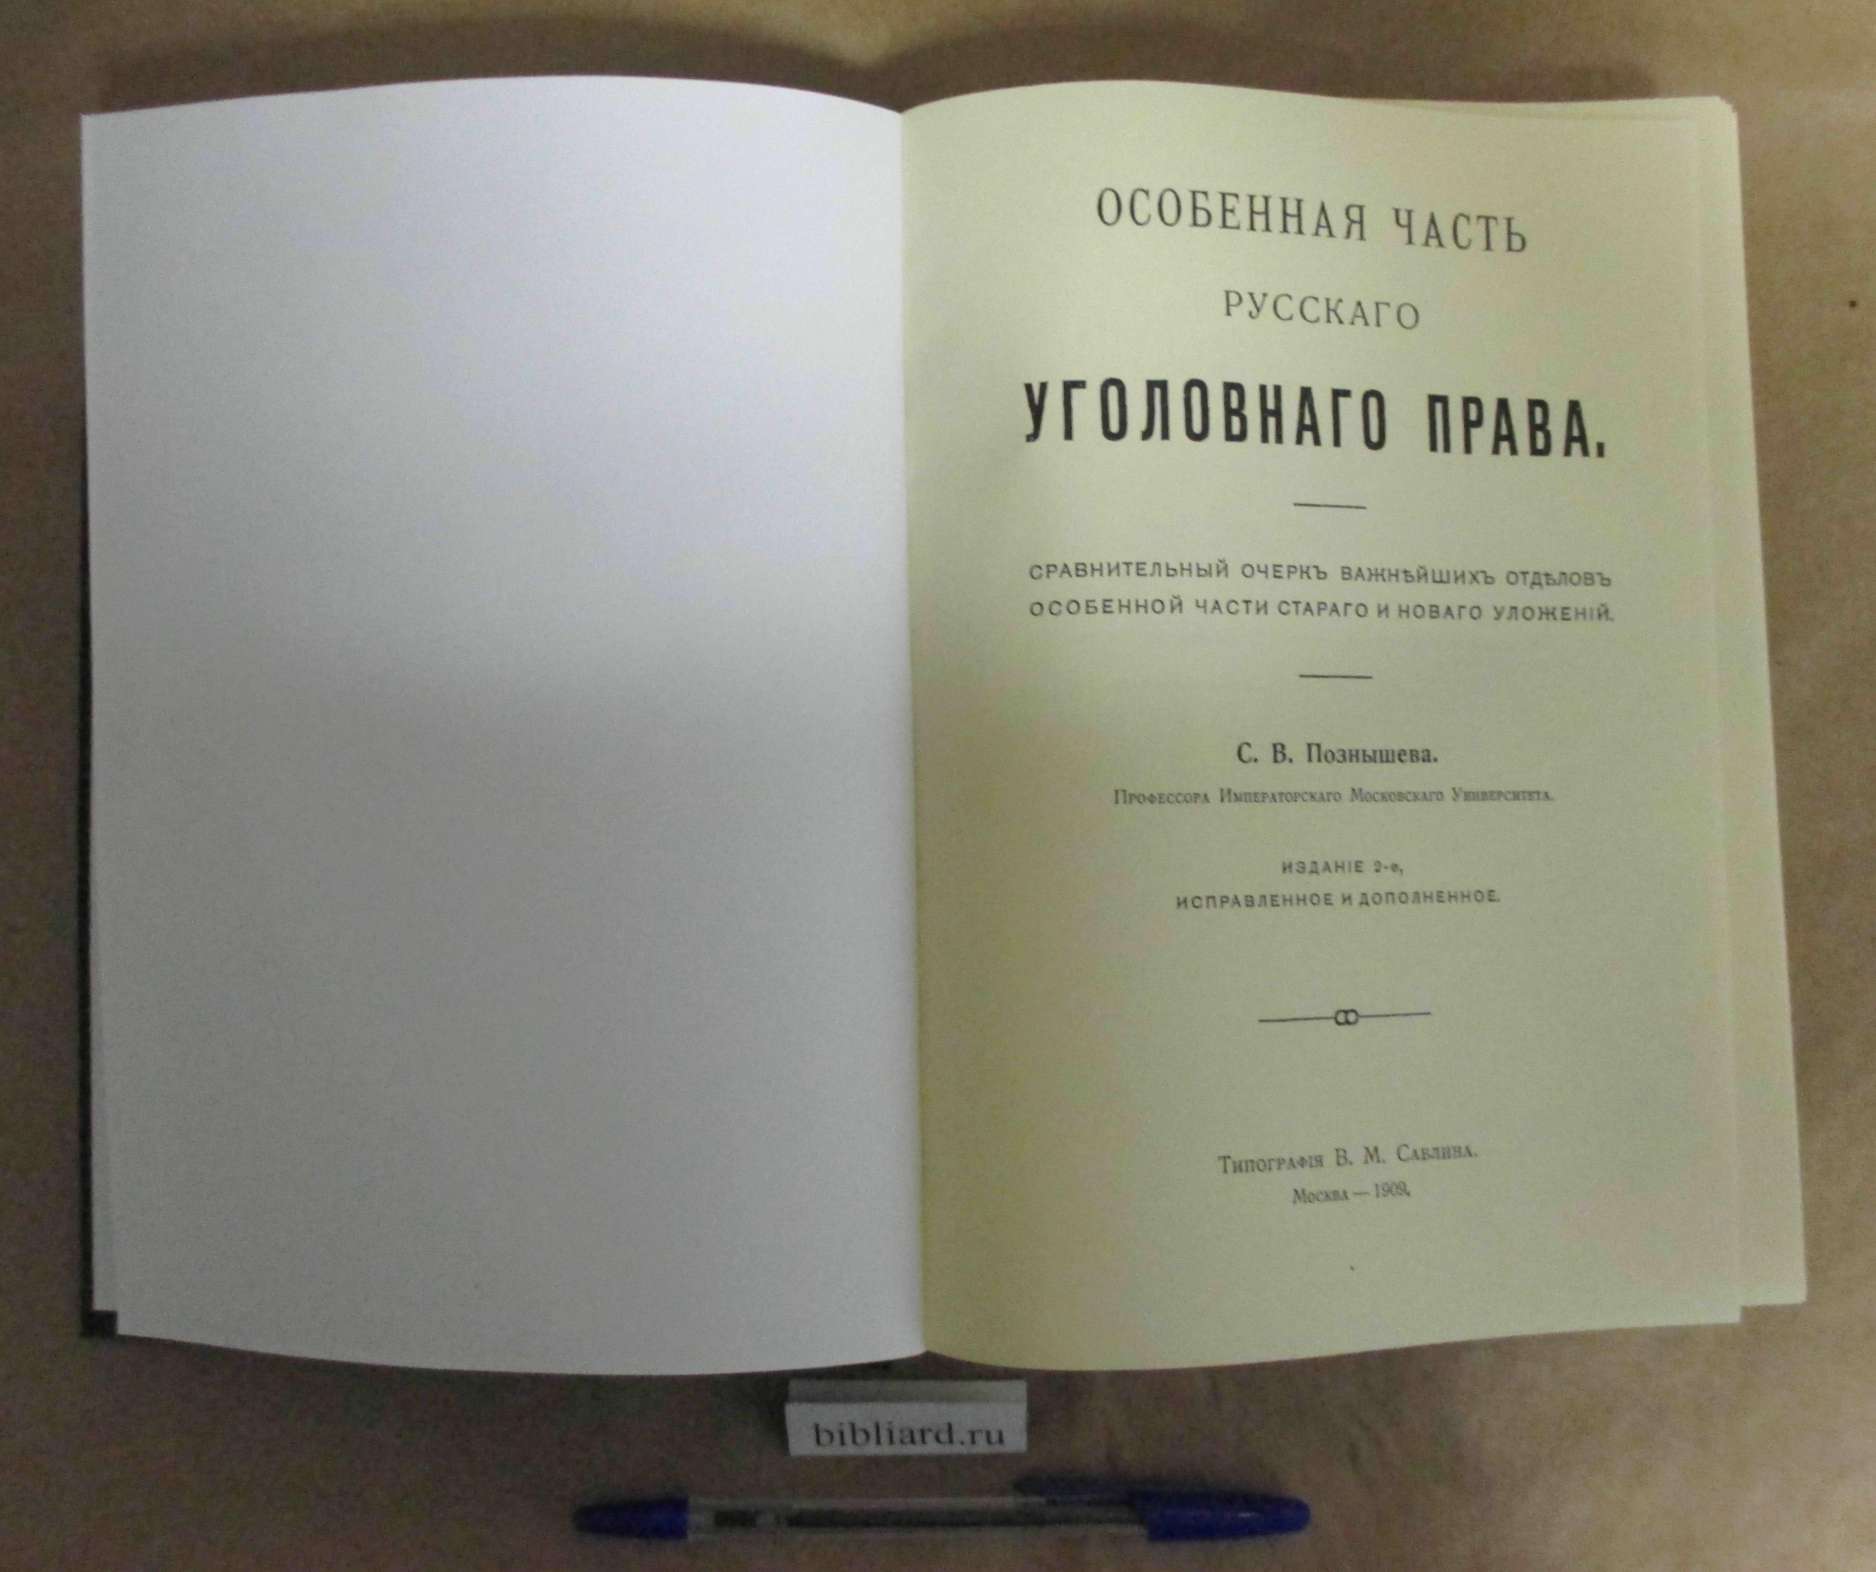 ОСОБЕННАЯ ЧАСТЬ
РУССКАГО
УГОЛОВНАГО ПРАВА.
СРАВНИТЕЛЬНЫЙ ОЧЕРКЪ ВАЖНѢЙШИХЪ ОТДѢЛОВЪ
ОСОБЕННОЙ ЧАСТИ СТАРАГО И НОВАГО УЛОЖЕНІЙ.
С. В. Познышева.
Профессора Императорскаго Московскаго Университета.
ИЗДАНІЕ 2-е,
ИСПРАВЛЕННОЕ И ДОПОЛНЕННОЕ.
Типографія В. М. Саблина.
Москва — 1909.
bibliard.ru